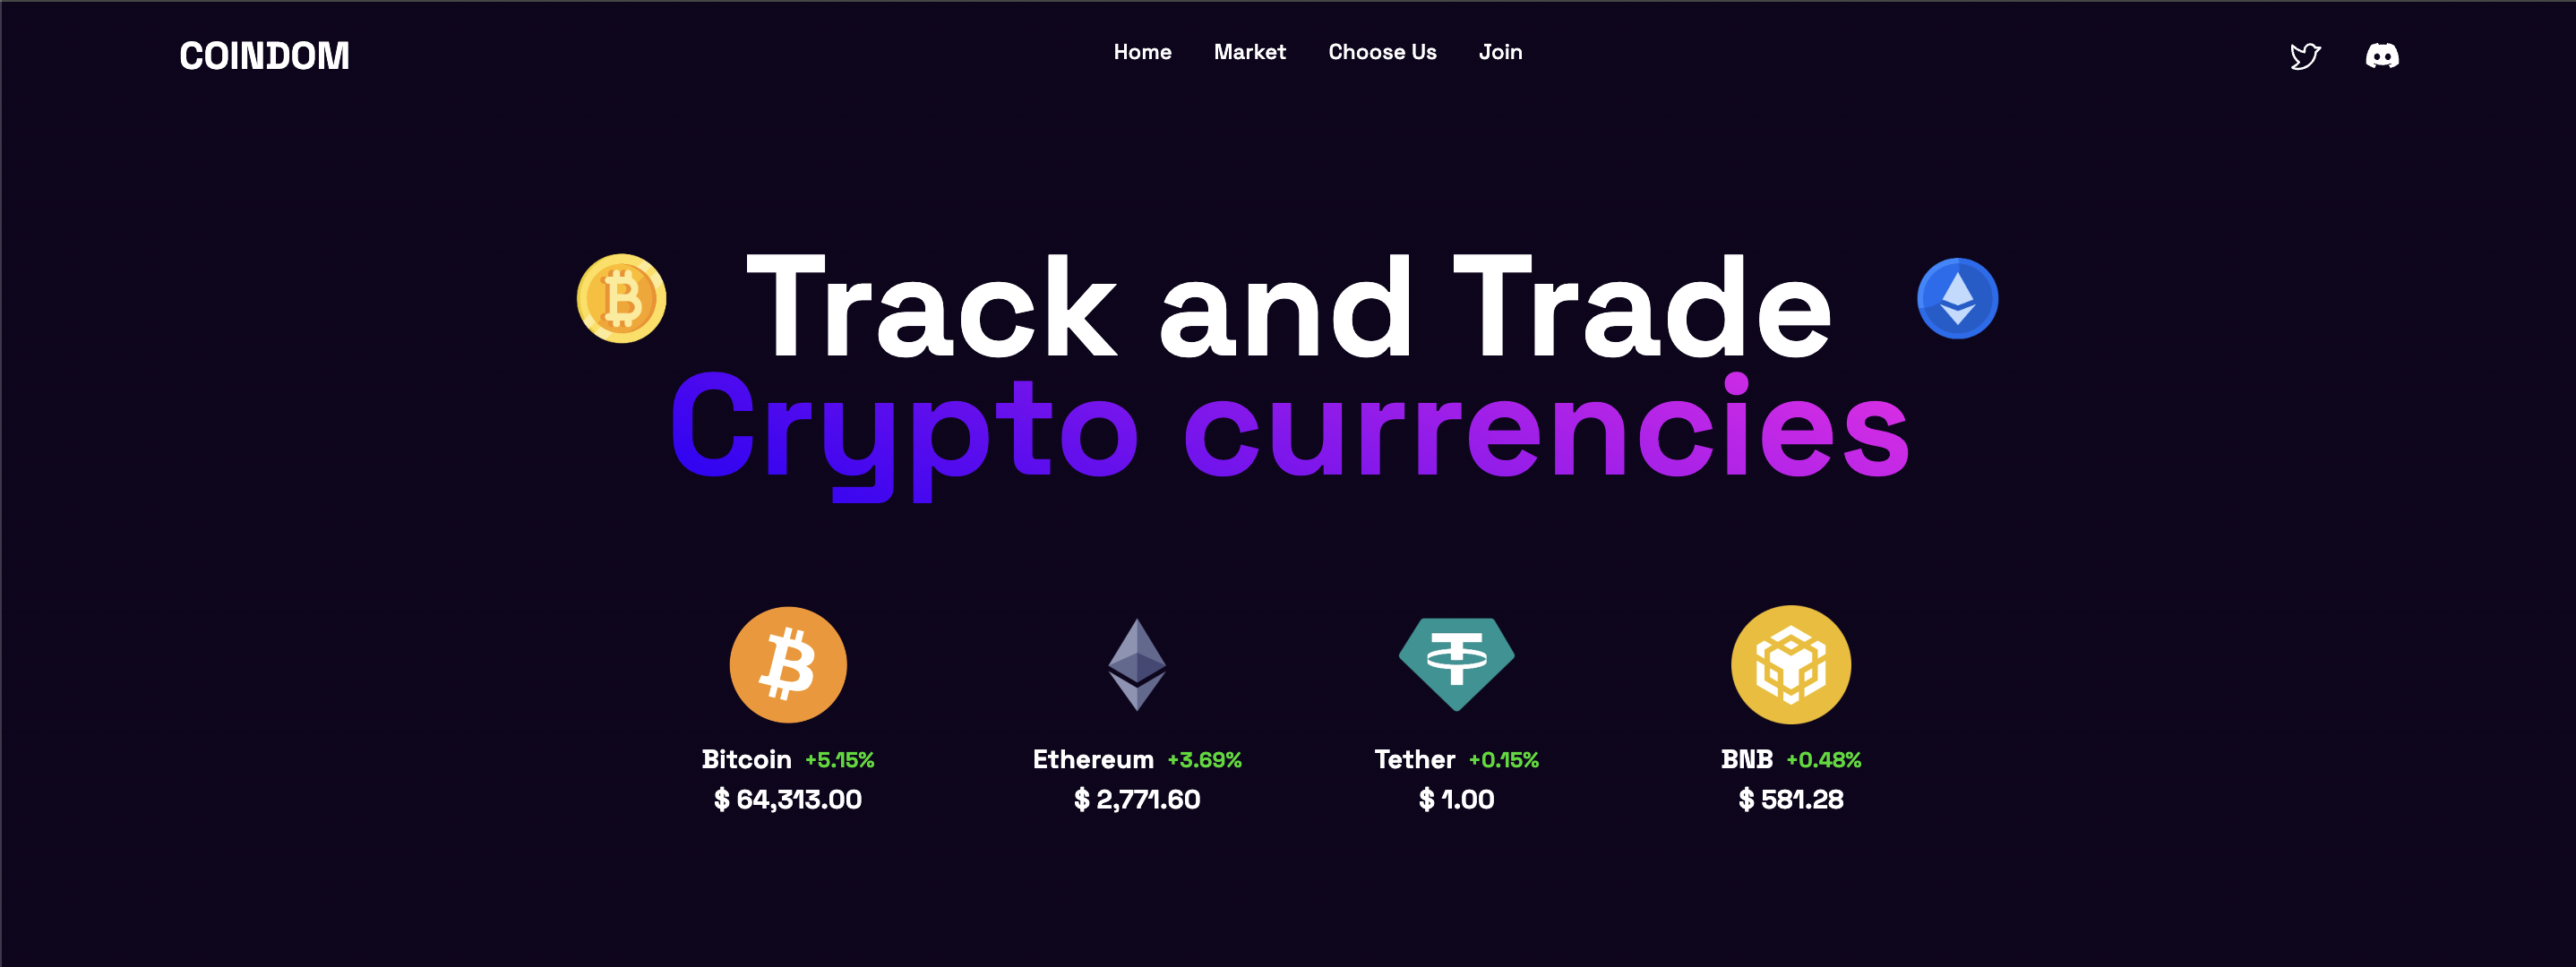 COINDOM
Home Market Choose Us Join
Track and Trade
Crypto currencies
Bitcoin +5.15%
$ 64,313.00
Ethereum +3.69%
$ 2,771.60
Tether +0.15%
$ 1.00
BNB +0.48%
$ 581.28